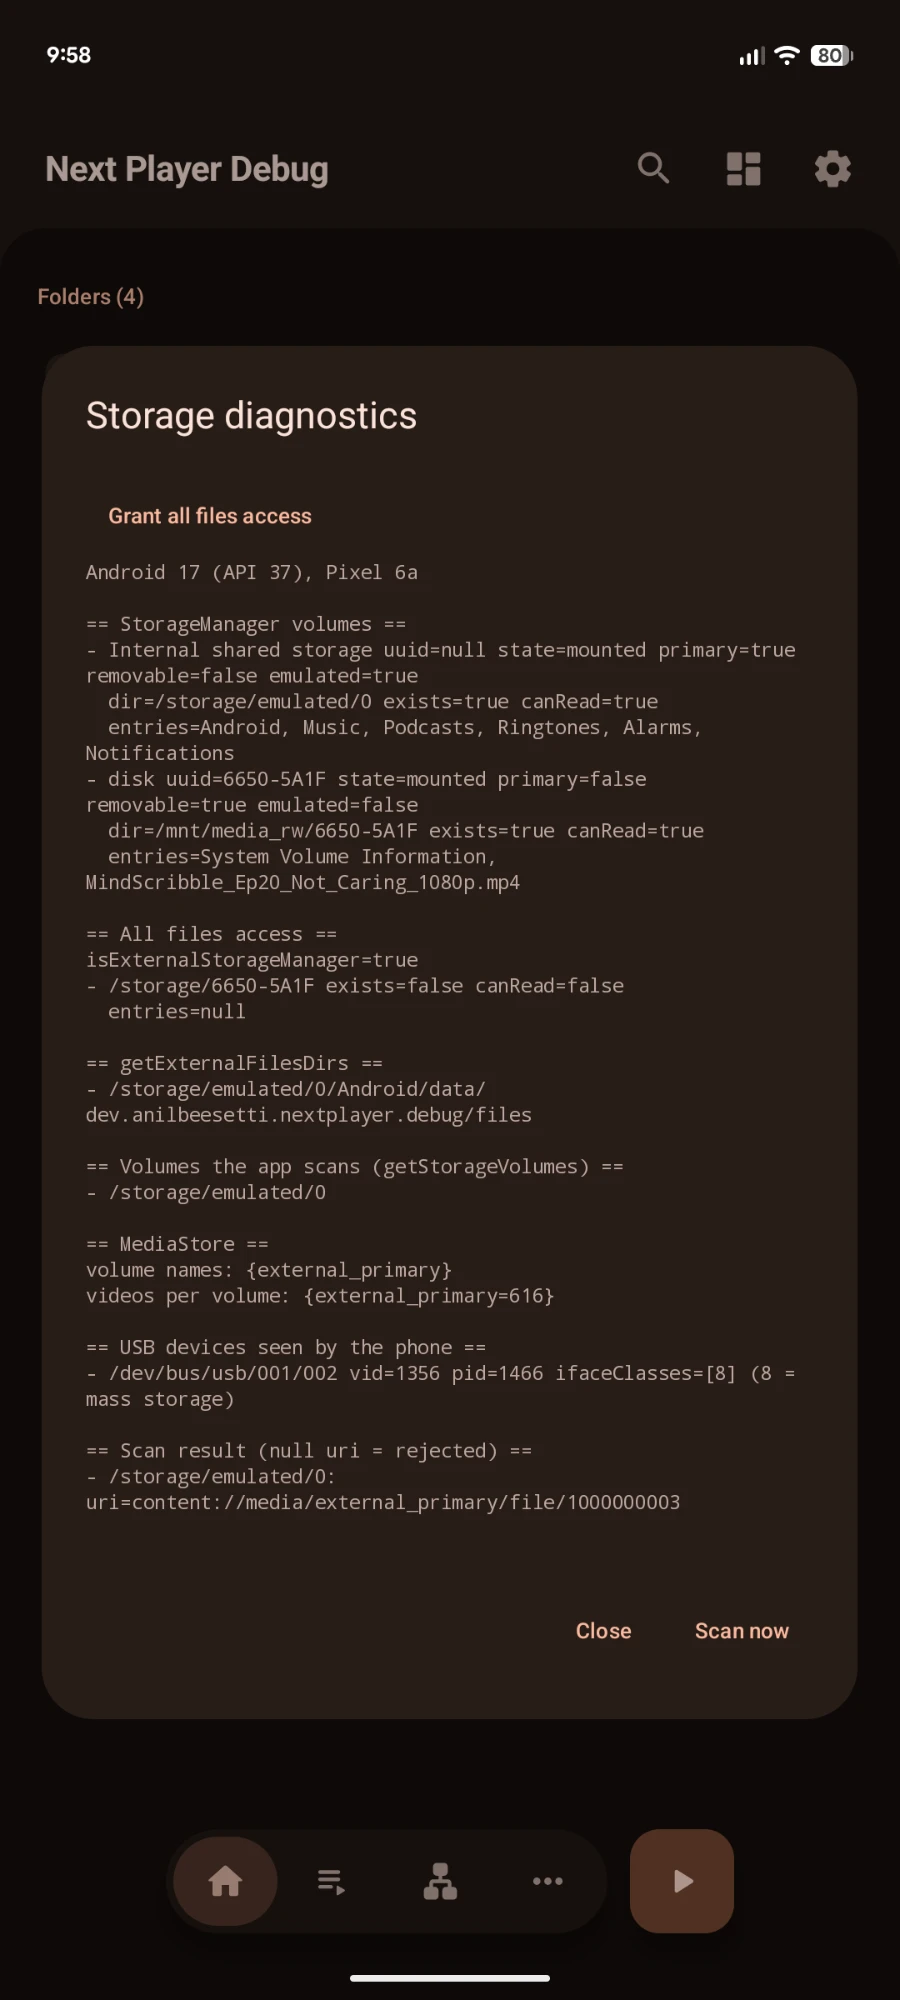 9:58
80
Next Player Debug
Folders (4)
Storage diagnostics
Grant all files access
Android 17 (API 37), Pixel 6a
== StorageManager volumes ==
- Internal shared storage uuid=null state=mounted primary=true
removable=false emulated=true
dir=/storage/emulated/0 exists=true canRead=true
entries=Android, Music, Podcasts, Ringtones, Alarms,
Notifications
- disk uuid=6650-5A1F state=mounted primary=false
removable=true emulated=false
dir=/mnt/media_rw/6650-5A1F exists=true canRead=true
entries=System Volume Information,
MindScribble_Ep20_Not_Caring_1080p.mp4
== All files access ==
isExternalStorageManager=true
- /storage/6650-5A1F exists=false canRead=false
entries=null
== getExternalFilesDirs ==
- /storage/emulated/0/Android/data/
dev.anilbeesetti.nextplayer.debug/files
== Volumes the app scans (getStorageVolumes) ==
- /storage/emulated/0
== MediaStore ==
volume names: {external_primary}
videos per volume: {external_primary=616}
== USB devices seen by the phone ==
- /dev/bus/usb/001/002 vid=1356 pid=1466 ifaceClasses=[8] (8 =
mass storage)
== Scan result (null uri = rejected) ==
- /storage/emulated/0:
uri=content://media/external_primary/file/1000000003
Close
Scan now